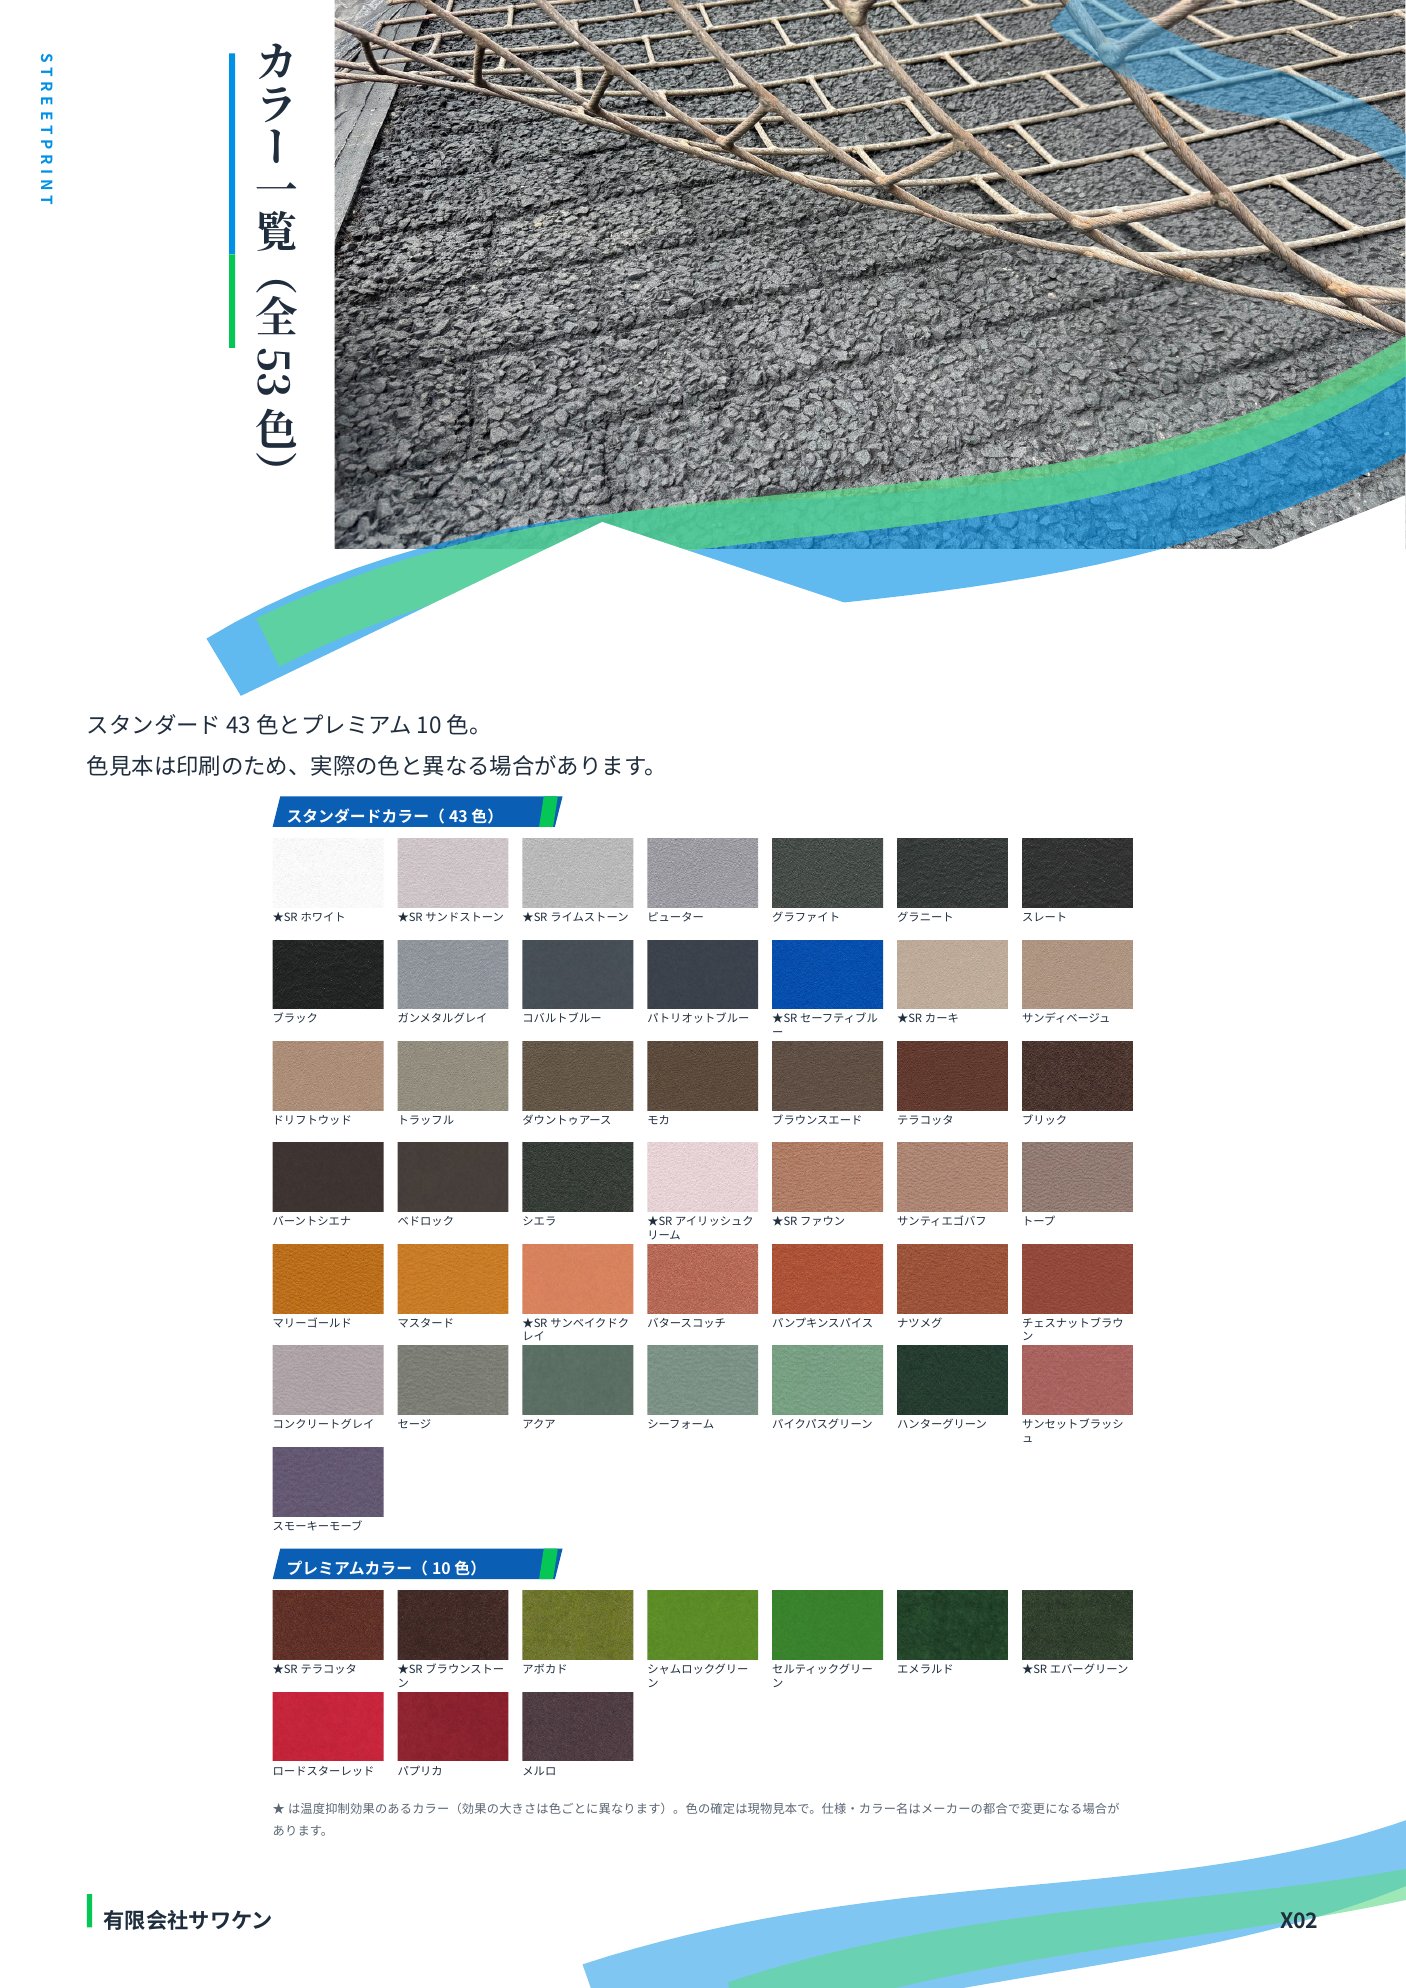 STREETPRINT
カラー一覧（全53色）
スタンダード 43 色とプレミアム 10 色。
色見本は印刷のため、実際の色と異なる場合があります。
スタンダードカラー（ 43 色）
★SR ホワイト
★SR サンドストーン
★SR ライムストーン
ピューター
グラファイト
グラニート
スレート
ブラック
ガンメタルグレイ
コバルトブルー
パトリオットブルー
★SR セーフティブル
ー
★SR カーキ
サンディベージュ
ドリフトウッド
トラッフル
ダウントゥアース
モカ
ブラウンスエード
テラコッタ
ブリック
バーントシエナ
ベドロック
シエラ
★SR アイリッシュク
リーム
★SR ファウン
サンティエゴバフ
トープ
マリーゴールド
マスタード
★SR サンベイクドク
レイ
バタースコッチ
パンプキンスパイス
ナツメグ
チェスナットブラウ
ン
コンクリートグレイ
セージ
アクア
シーフォーム
バイクパスグリーン
ハンターグリーン
サンセットブラッシ
ュ
スモーキーモーブ
プレミアムカラー（ 10 色）
★SR テラコッタ
★SR ブラウンストー
ン
アボカド
シャムロックグリー
ン
セルティックグリー
ン
エメラルド
★SR エバーグリーン
ロードスターレッド
パプリカ
メルロ
★ は温度抑制効果のあるカラー（効果の大きさは色ごとに異なります）。色の確定は現物見本で。仕様・カラー名はメーカーの都合で変更になる場合が
あります。
有限会社サワケン
X02